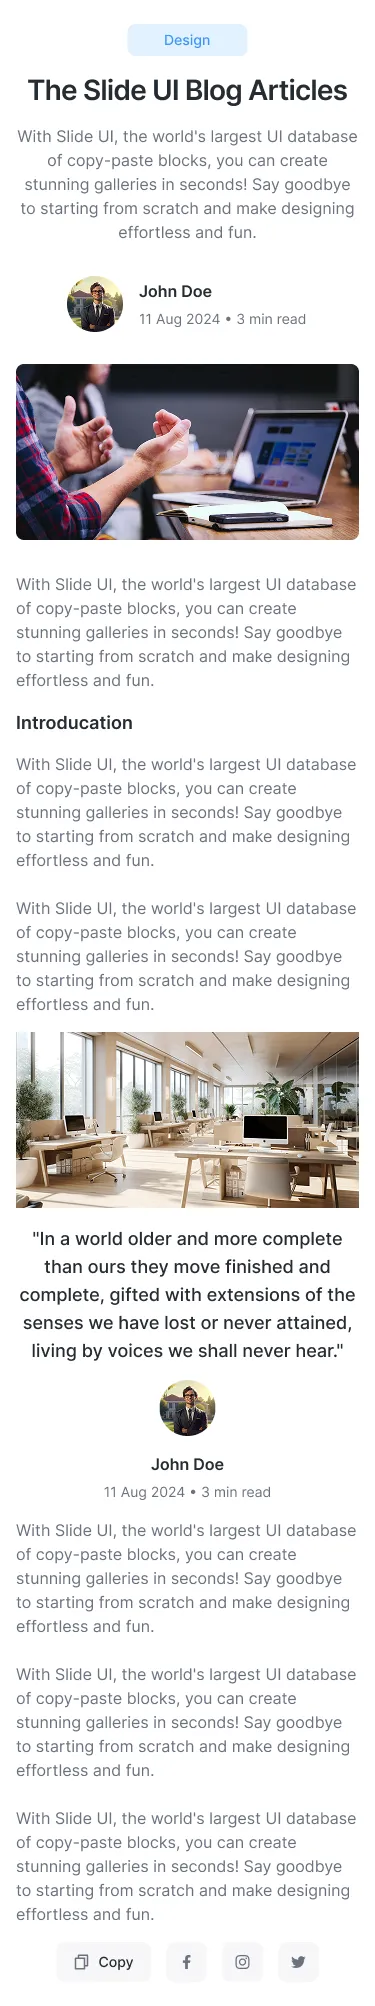 Design
The Slide UI Blog Articles
With Slide UI, the world's largest UI database
of copy-paste blocks, you can create
stunning galleries in seconds! Say goodbye
to starting from scratch and make designing
effortless and fun.
John Doe
11 Aug 2024 • 3 min read
With Slide UI, the world's largest UI database
of copy-paste blocks, you can create
stunning galleries in seconds! Say goodbye
to starting from scratch and make designing
effortless and fun.
Introducation
With Slide UI, the world's largest UI database
of copy-paste blocks, you can create
stunning galleries in seconds! Say goodbye
to starting from scratch and make designing
effortless and fun.
With Slide UI, the world's largest UI database
of copy-paste blocks, you can create
stunning galleries in seconds! Say goodbye
to starting from scratch and make designing
effortless and fun.
"In a world older and more complete
than ours they move finished and
complete, gifted with extensions of the
senses we have lost or never attained,
living by voices we shall never hear."
John Doe
11 Aug 2024 • 3 min read
With Slide UI, the world's largest UI database
of copy-paste blocks, you can create
stunning galleries in seconds! Say goodbye
to starting from scratch and make designing
effortless and fun.
With Slide UI, the world's largest UI database
of copy-paste blocks, you can create
stunning galleries in seconds! Say goodbye
to starting from scratch and make designing
effortless and fun.
With Slide UI, the world's largest UI database
of copy-paste blocks, you can create
stunning galleries in seconds! Say goodbye
to starting from scratch and make designing
effortless and fun.
Copy